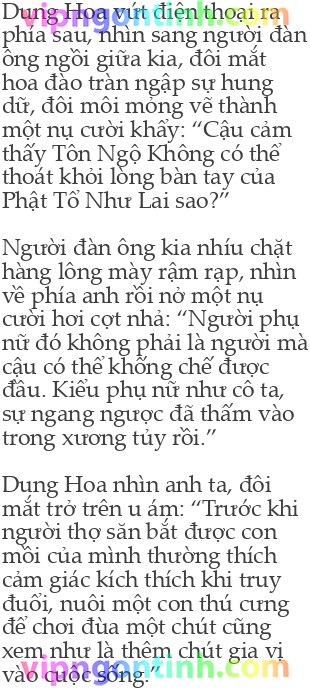 Dung Hoa vứt điện thoại ra
phía sau, nhìn sang người đàn
ông ngồi giữa kia, đôi mắt
hoa đào tràn ngập sự hung
dữ, đôi môi mỏng vẽ thành
một nụ cười khẩy: “Cậu cảm
thấy Tôn Ngộ Không có thể
thoát khỏi lòng bàn tay của
Phật Tổ Như Lai sao?”
Người đàn ông kia nhíu chặt
hàng lông mày rậm rạp, nhìn
về phía anh rồi nở một nụ
cười hơi cợt nhả: “Người phụ
nữ đó không phải là người mà
cậu có thể khống chế được
đâu. Kiểu phụ nữ như cô ta,
sự ngang ngược đã thấm vào
trong xương tủy rồi.”
Dung Hoa nhìn anh ta, đôi
mắt trở trên u ám: “Trước khi
người thợ săn bắt được con
mồi của mình thường thích
cảm giác kích thích khi truy
đuổi, nuôi một con thú cưng
để chơi đùa một chút cũng
xem như là thêm chút gia vị
vào cuộc sống.”
vipngontinh.com
vipngontinh.com